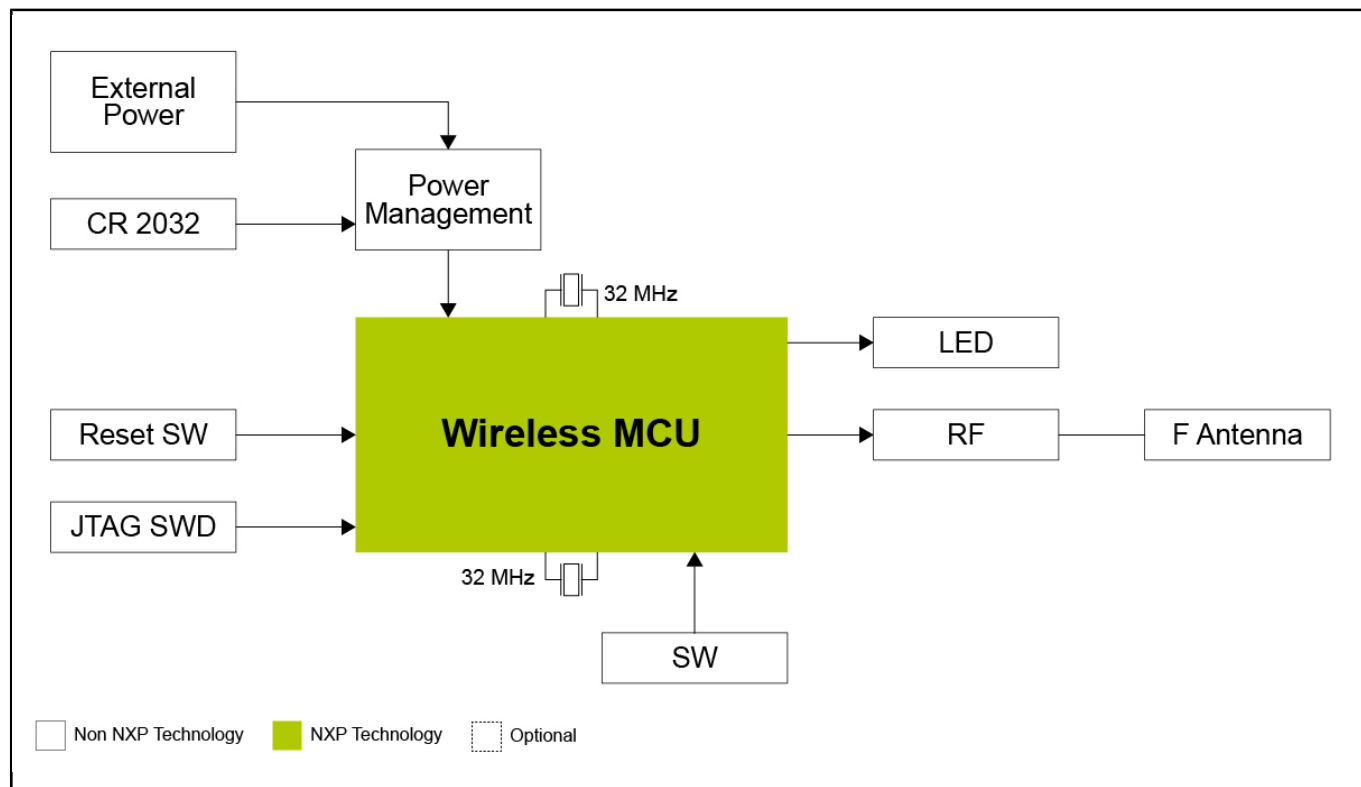 External
Power
Power
Management
CR 2032
32 MHz
LED
Reset SW
Wireless MCU
RF
F Antenna
JTAG SWD
32 MHz
SW
Non NXP Technology
NXP Technology
Optional